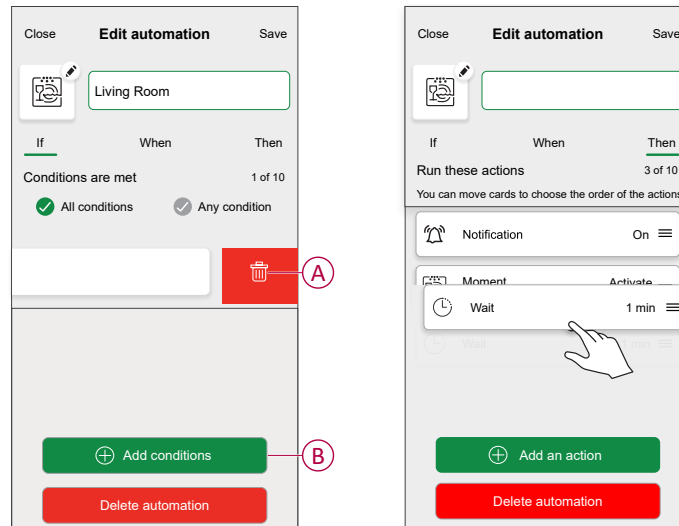 Close Edit automation Save
Living Room
If When Then
Conditions are met 1 of 10
All conditions Any condition
A
Add conditions
B
Delete automation
Close Edit automation Save
If When Then
Run these actions 3 of 10
You can move cards to choose the order of the actions
Notification On
Moment Activate
Wait 1 min
Wait 1 min
Add an action
Delete automation